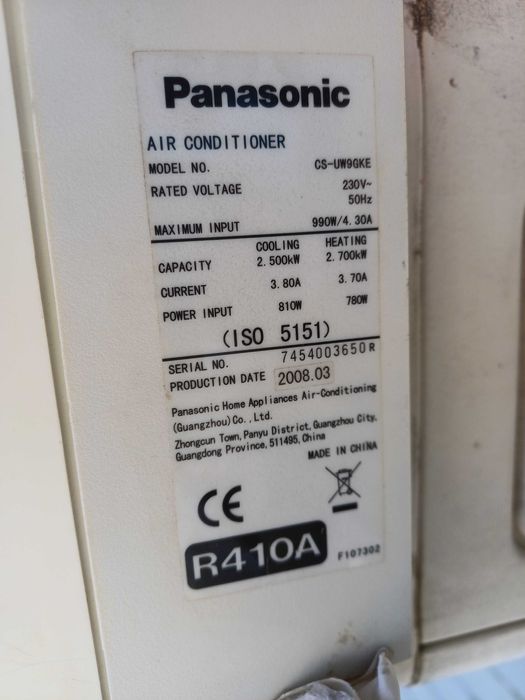 Panasonic
AIR CONDITIONER
MODEL NO. CS-UW9GKE
RATED VOLTAGE 230V~
50Hz
MAXIMUM INPUT 990W/4.30A
COOLING HEATING
CAPACITY 2.500kW 2.700kW
CURRENT 3.80A 3.70A
POWER INPUT 810W 780W
(ISO 5151)
SERIAL NO. 7454003650R
PRODUCTION DATE 2008.03
Panasonic Home Appliances Air-Conditioning
(Guangzhou)Co.,Ltd.
Zhongcun Town,Panyu District,Guangzhou City,
Guangdong Province,511495,China
MADE IN CHINA
CE
R410A
F107302